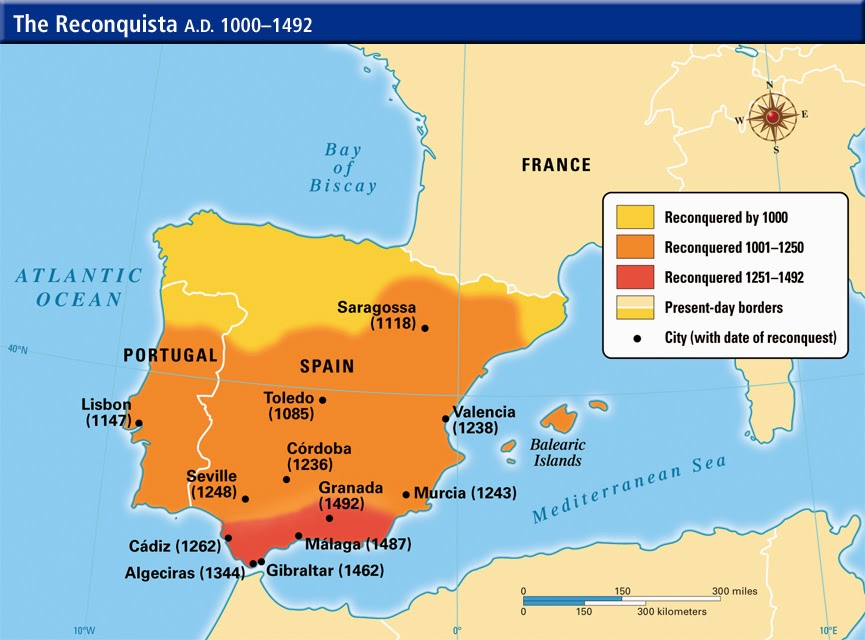 The Reconquista A.D. 1000–1492
N
W
E
S
Bay
of
Biscay
FRANCE
Reconquered by 1000
Reconquered 1001–1250
Reconquered 1251–1492
Present-day borders
City (with date of reconquest)
ATLANTIC
OCEAN
Saragossa
(1118)
40°N
PORTUGAL
SPAIN
Lisbon
(1147)
Toledo
(1085)
Valencia
(1238)
Balearic
Islands
Córdoba
(1236)
Seville
(1248)
Granada
(1492)
Murcia (1243)
Mediterranean Sea
Cádiz (1262)
Málaga (1487)
Algeciras (1344)
Gibraltar (1462)
0
150
300 miles
0
150
300 kilometers
10°W
0°
10°E